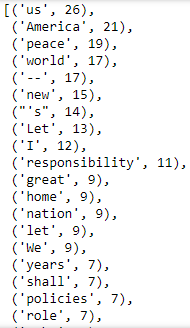 [('us', 26),
('America', 21),
('peace', 19),
('world', 17),
('--', 17),
('new', 15),
("'s", 14),
('Let', 13),
('I', 12),
('responsibility', 11),
('great', 9),
('home', 9),
('nation', 9),
('let', 9),
('We', 9),
('years', 7),
('shall', 7),
('policies', 7),
('role', 7),